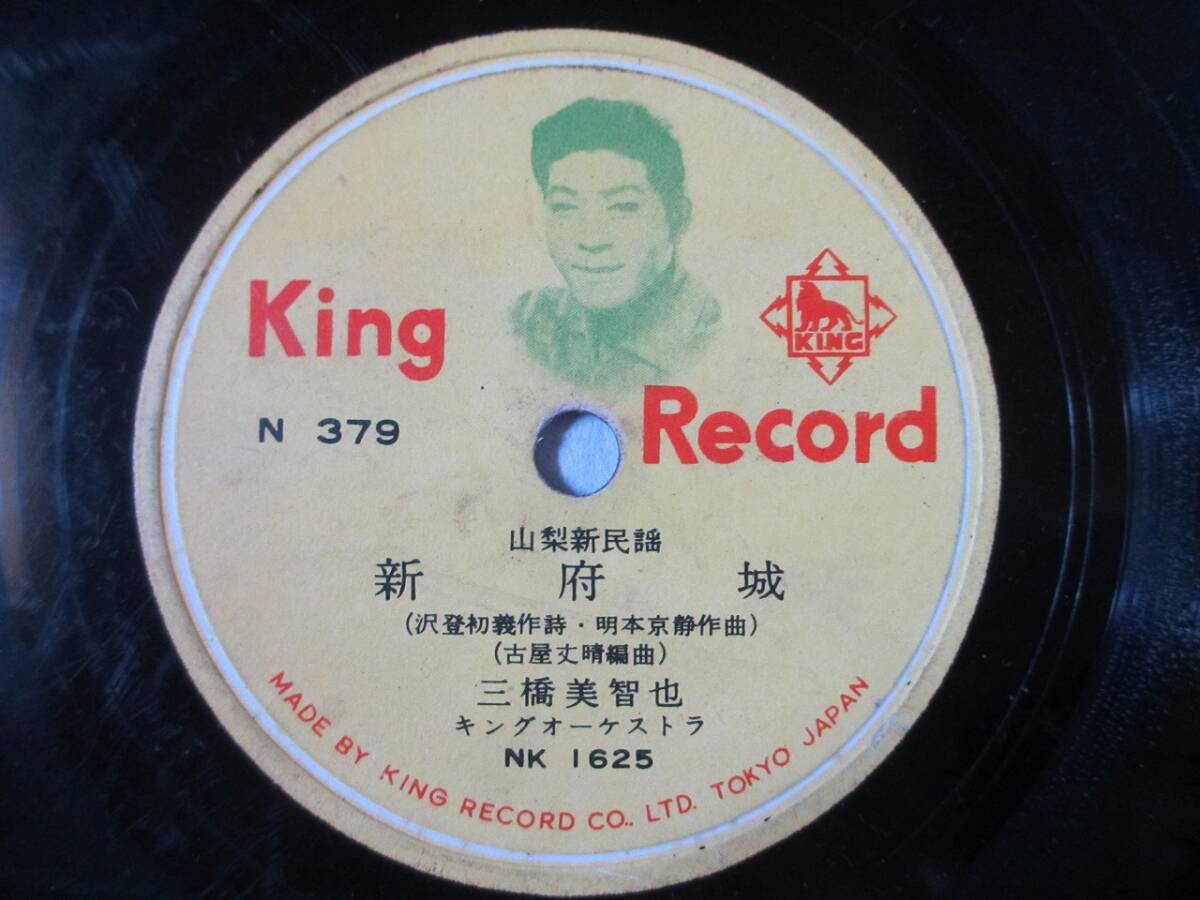 King
KING
Record
N 379
山梨新民謡
新府城
(沢登初義作詩・明本京静作曲)
(古屋丈晴編曲)
三橋美智也
キングオーケストラ
NK 1625
MADE BY KING RECORD CO., LTD. TOKYO JAPAN